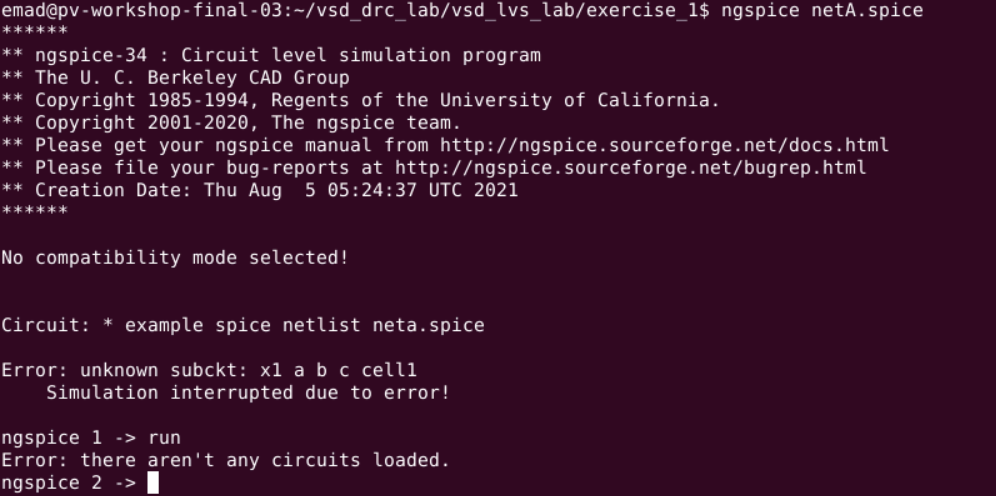 emad@pv-workshop-final-03:~/vsd_drc_lab/vsd_lvs_lab/exercise_1$ ngspice netA.spice
******
** ngspice-34 : Circuit level simulation program
** The U. C. Berkeley CAD Group
** Copyright 1985-1994, Regents of the University of California.
** Copyright 2001-2020, The ngspice team.
** Please get your ngspice manual from http://ngspice.sourceforge.net/docs.html
** Please file your bug-reports at http://ngspice.sourceforge.net/bugrep.html
** Creation Date: Thu Aug  5 05:24:37 UTC 2021
******
No compatibility mode selected!
Circuit: * example spice netlist neta.spice
Error: unknown subckt: x1 a b c cell1
    Simulation interrupted due to error!
ngspice 1 -> run
Error: there aren't any circuits loaded.
ngspice 2 ->